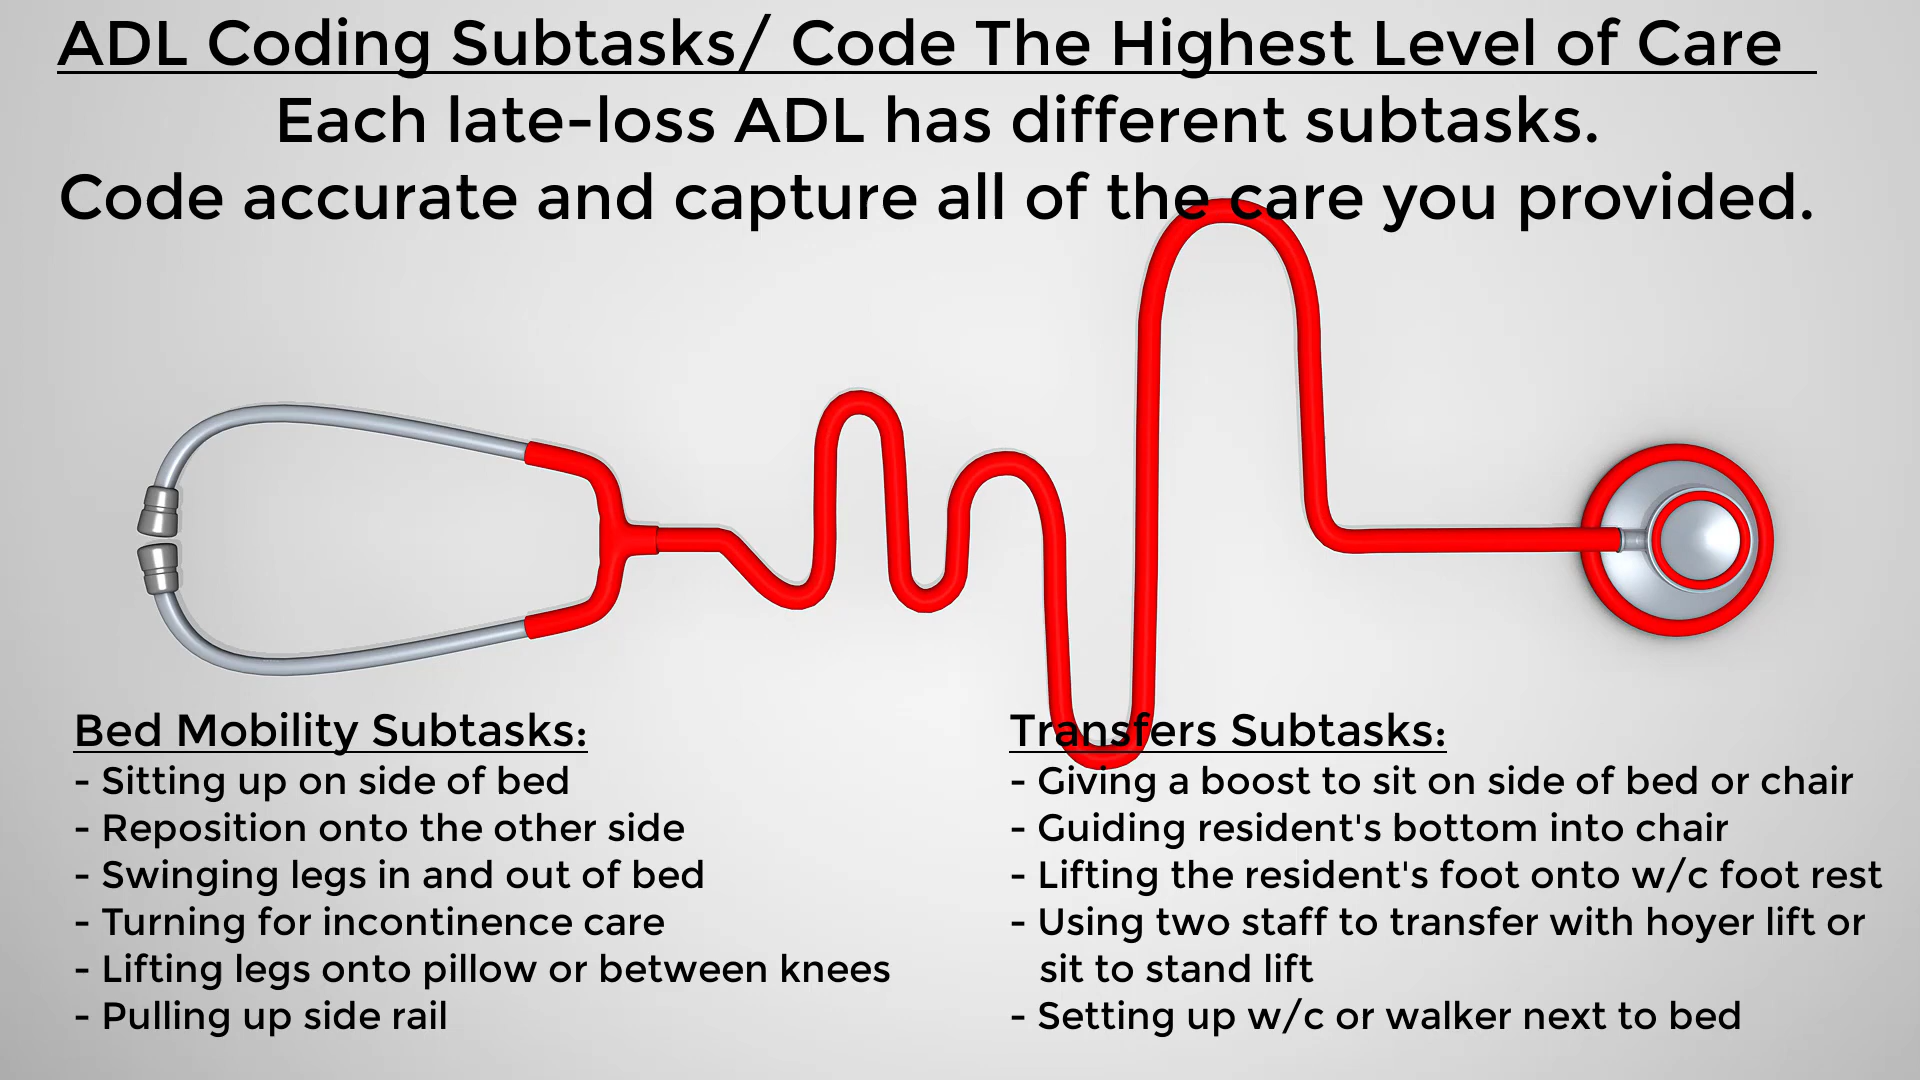 ADL Coding Subtasks/ Code The Highest Level of Care
Each late-loss ADL has different subtasks.
Code accurate and capture all of the care you provided.
Bed Mobility Subtasks:
- Sitting up on side of bed
- Reposition onto the other side
- Swinging legs in and out of bed
- Turning for incontinence care
- Lifting legs onto pillow or between knees
- Pulling up side rail
Transfers Subtasks:
- Giving a boost to sit on side of bed or chair
- Guiding resident's bottom into chair
- Lifting the resident's foot onto w/c foot rest
- Using two staff to transfer with hoyer lift or
sit to stand lift
- Setting up w/c or walker next to bed